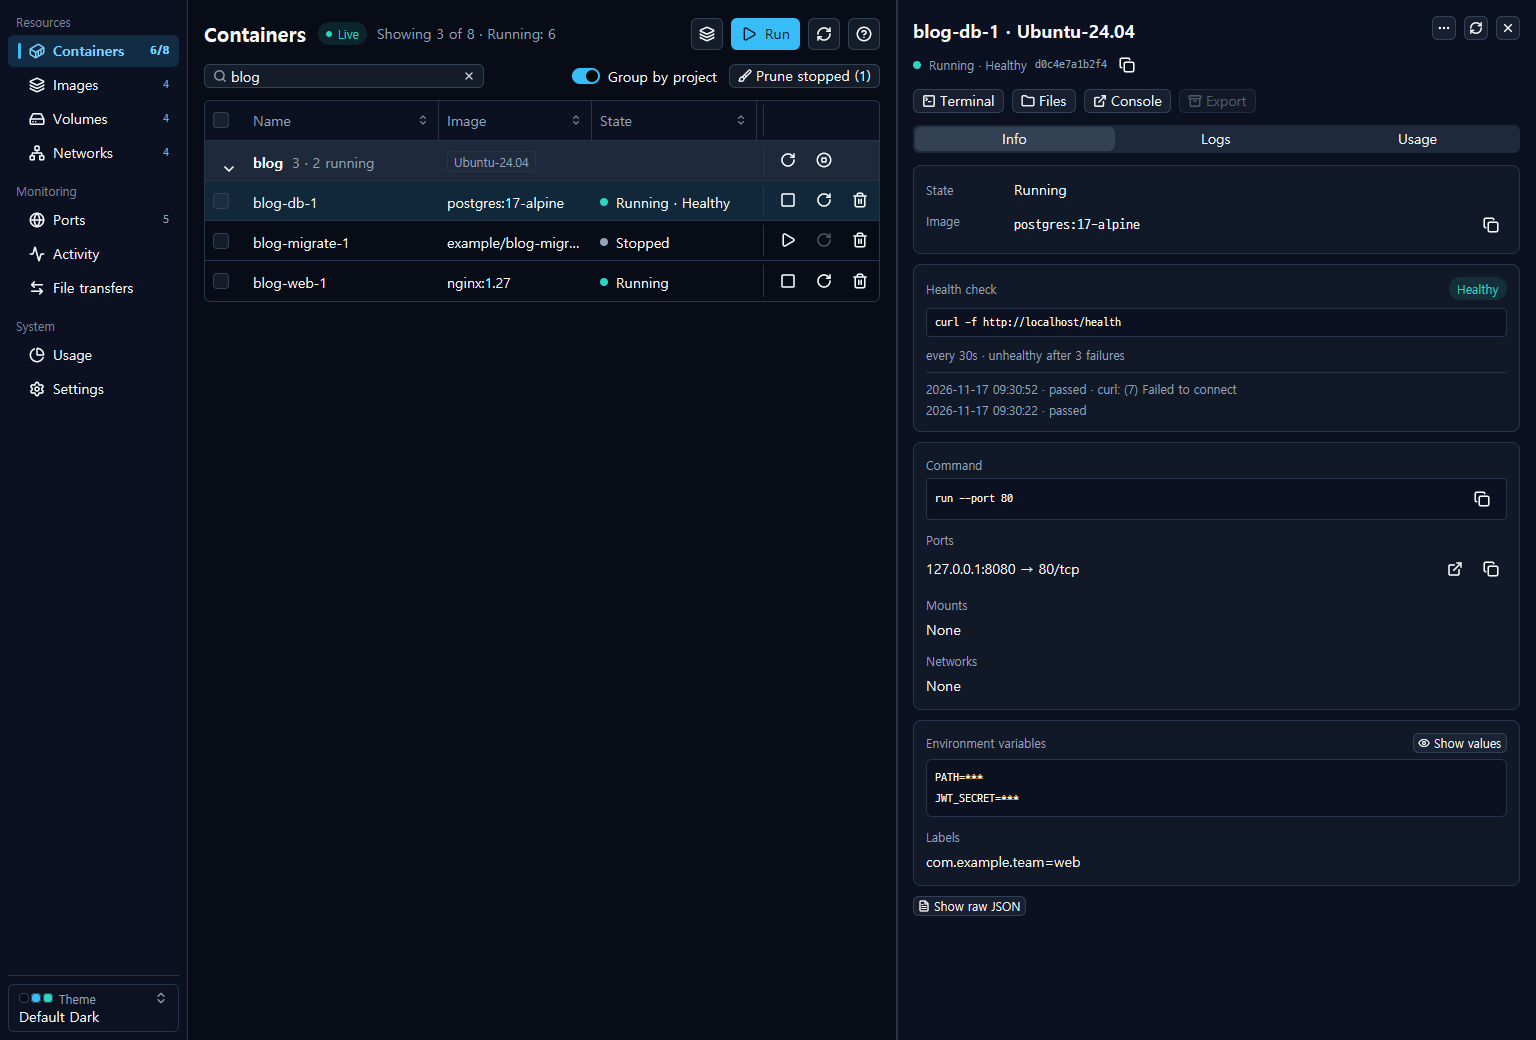 Resources
Containers 6/8
Images 4
Volumes 4
Networks 4
Monitoring
Ports 5
Activity
File transfers
System
Usage
Settings
Theme
Default Dark
Containers
Live
Showing 3 of 8 · Running: 6
Run
blog
Group by project
Prune stopped (1)
Name
Image
State
blog 3 · 2 running
Ubuntu-24.04
blog-db-1
postgres:17-alpine
Running · Healthy
blog-migrate-1
example/blog-migr...
Stopped
blog-web-1
nginx:1.27
Running
blog-db-1 · Ubuntu-24.04
Running · Healthy d0c4e7a1b2f4
Terminal
Files
Console
Export
Info
Logs
Usage
State
Running
Image
postgres:17-alpine
Health check
Healthy
curl -f http://localhost/health
every 30s · unhealthy after 3 failures
2026-11-17 09:30:52 · passed · curl: (7) Failed to connect
2026-11-17 09:30:22 · passed
Command
run --port 80
Ports
127.0.0.1:8080 → 80/tcp
Mounts
None
Networks
None
Environment variables
Show values
PATH=***
JWT_SECRET=***
Labels
com.example.team=web
Show raw JSON